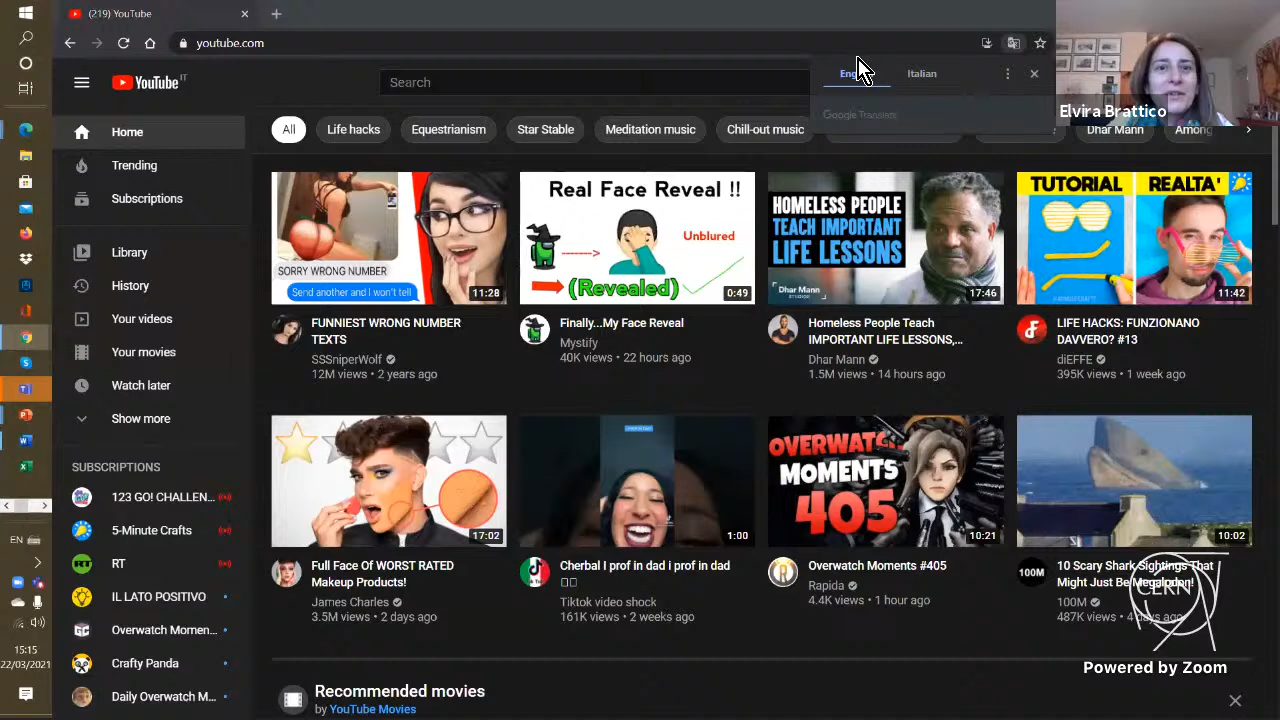 (219) YouTube
youtube.com
Italian
Google Translate
Elvira Brattico
YouTube IT
Search
Home
Trending
Subscriptions
Library
History
Your videos
Your movies
Watch later
Show more
SUBSCRIPTIONS
123 GO! CHALLEN...
5-Minute Crafts
RT
IL LATO POSITIVO
Overwatch Momen...
Crafty Panda
Daily Overwatch M...
All
Life hacks
Equestrianism
Star Stable
Meditation music
Chill-out music
Dhar Mann
Among
SORRY WRONG NUMBER
Send another and I won't tell
11:28
FUNNIEST WRONG NUMBER
TEXTS
SSSniperWolf
12M views • 2 years ago
Real Face Reveal !!
Unblured
(Revealed)
0:49
Finally...My Face Reveal
Mystify
40K views • 22 hours ago
HOMELESS PEOPLE
TEACH IMPORTANT
LIFE LESSONS
Dhar Mann
17:46
Homeless People Teach
IMPORTANT LIFE LESSONS,...
Dhar Mann
1.5M views • 14 hours ago
TUTORIAL
REALTA'
11:42
LIFE HACKS: FUNZIONANO
DAVVERO? #13
diEFFE
395K views • 1 week ago
17:02
Full Face Of WORST RATED
Makeup Products!
James Charles
3.5M views • 2 days ago
1:00
Cherbal I prof in dad i prof in dad
Tiktok video shock
161K views • 2 weeks ago
OVERWATC
MOMENTS
405
10:21
Overwatch Moments #405
Rapida
4.4K views • 1 hour ago
10:02
100M
10 Scary Shark Sightings That
Might Just Be Megalodon!
100M
487K views • 4 days ago
CERN
Powered by Zoom
Recommended movies
by YouTube Movies
EN
15:15
22/03/2021